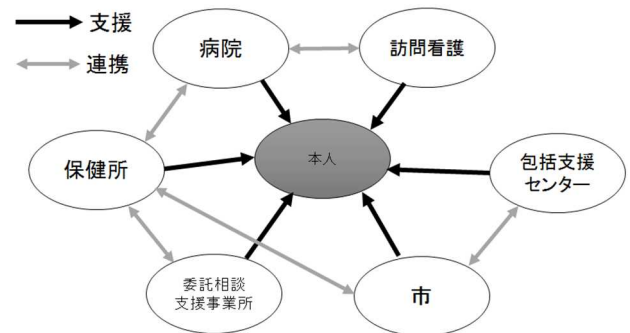 支援
連携
病院
訪問看護
本人
保健所
包括支援
センター
委託相談
支援事業所
市